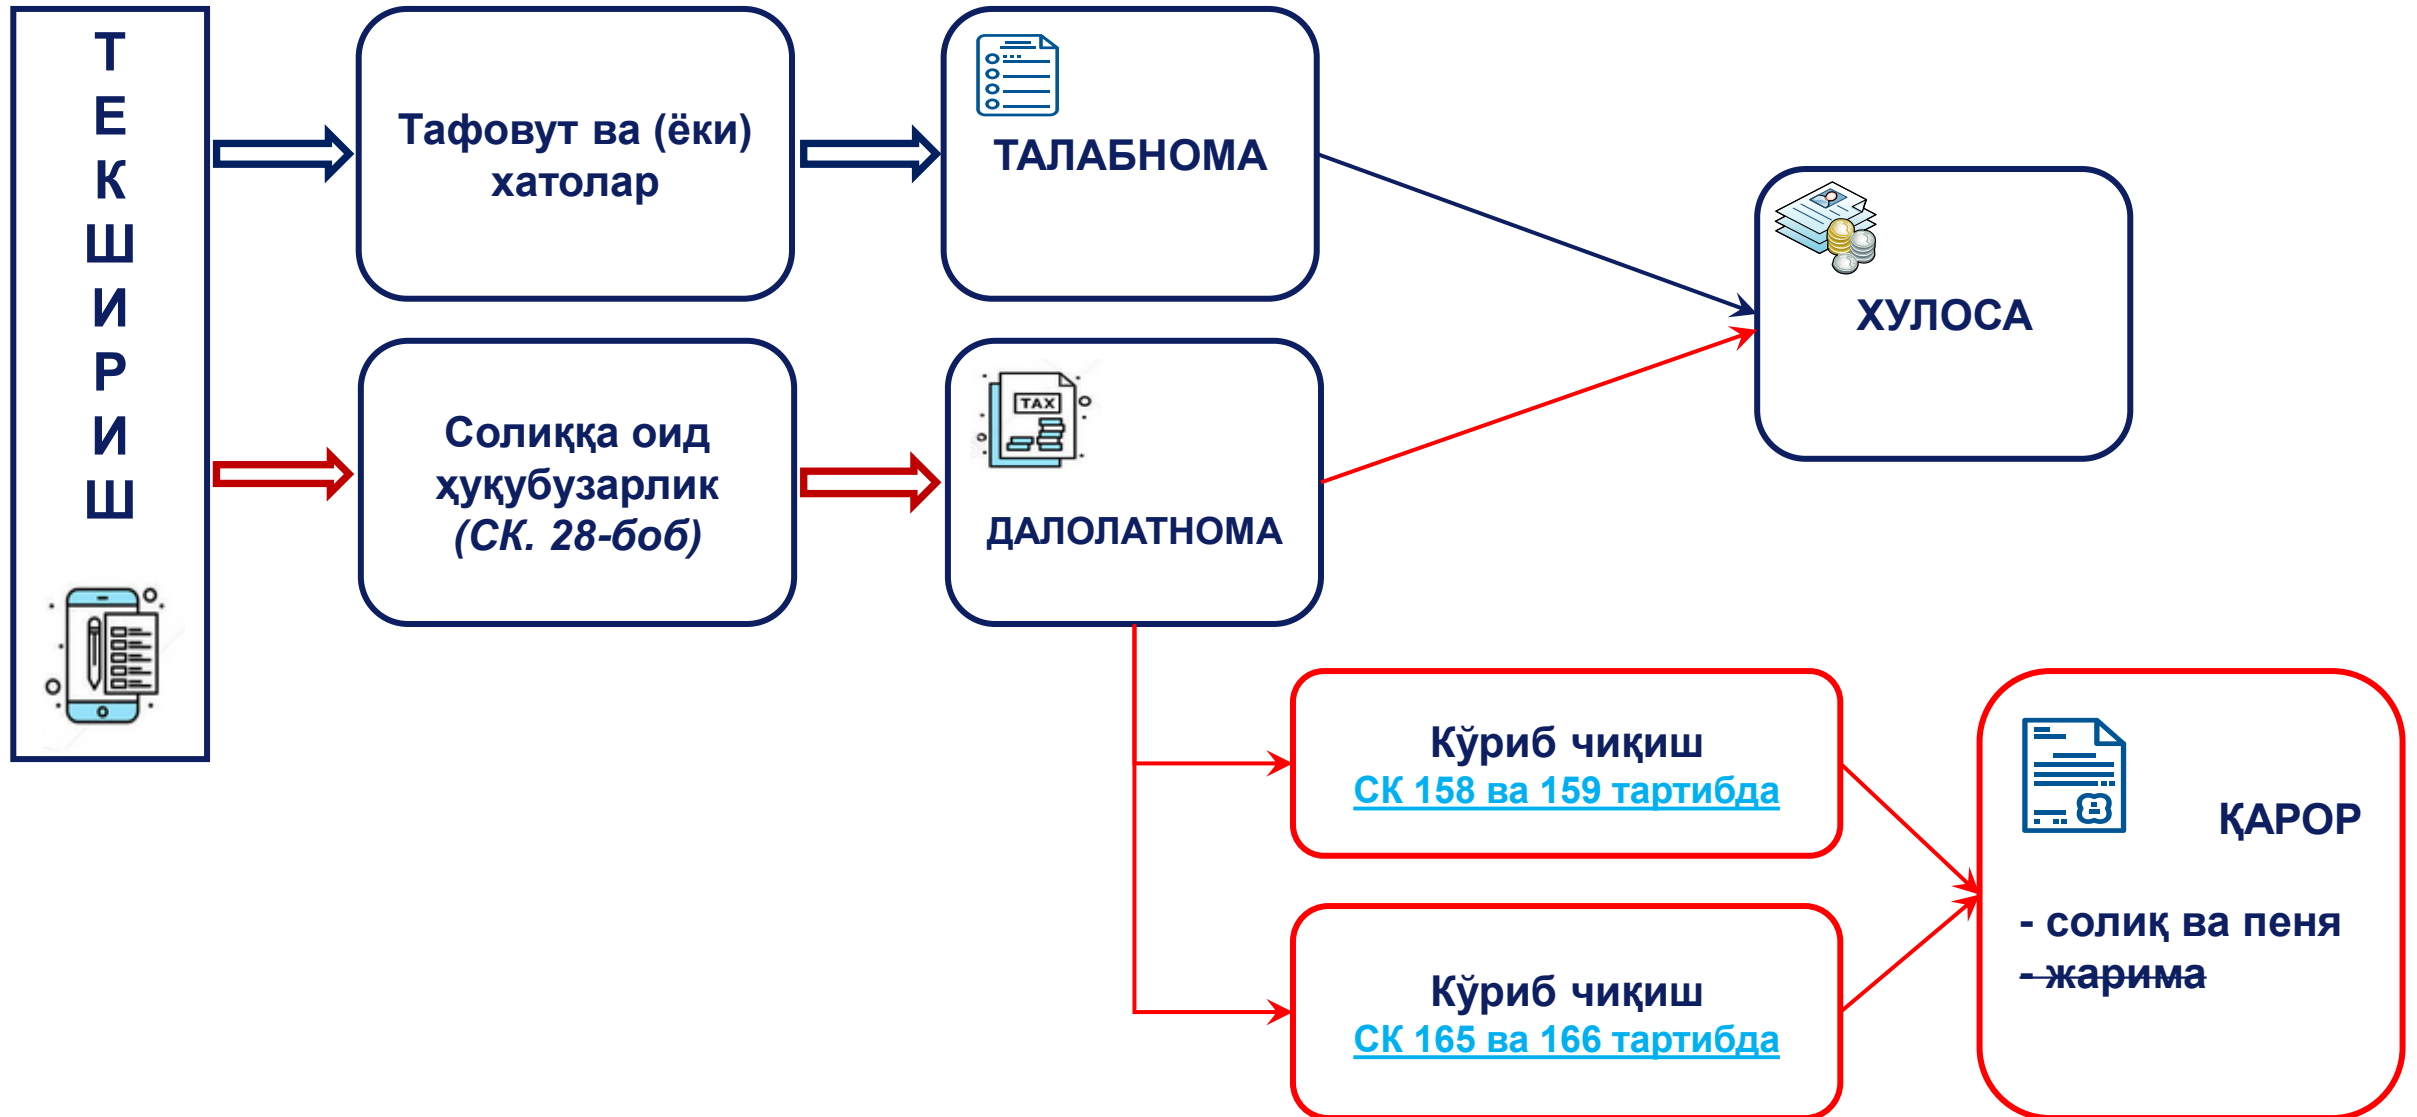 ТЕКШИРИШ
Тафовут ва (ёки)
хатолар
ТАЛАБНОМА
ХУЛОСА
Солиққа оид
ҳуқубузарлик
(СК. 28-боб)
TAX
ДАЛОЛАТНОМА
Кўриб чиқиш
СК 158 ва 159 тартибда
Кўриб чиқиш
СК 165 ва 166 тартибда
ҚАРОР
- солиқ ва пеня
- жарима